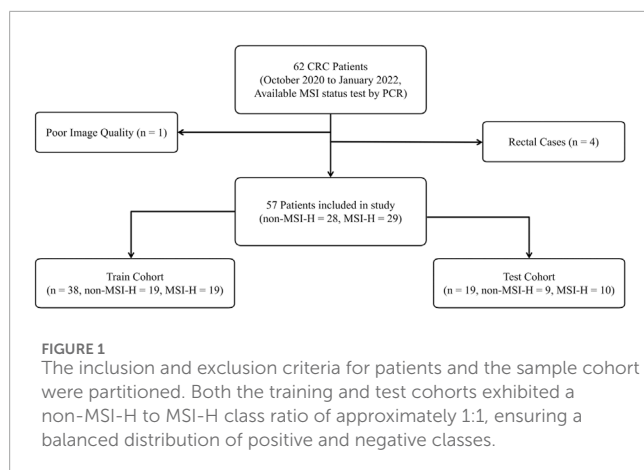 62 CRC Patients
(October 2020 to January 2022,
Available MSI status test by PCR)
Poor Image Quality (n = 1)
Rectal Cases (n = 4)
57 Patients included in study
(non-MSI-H = 28, MSI-H = 29)
Train Cohort
(n = 38, non-MSI-H = 19, MSI-H = 19)
Test Cohort
(n = 19, non-MSI-H = 9, MSI-H = 10)
FIGURE 1
The inclusion and exclusion criteria for patients and the sample cohort
were partitioned. Both the training and test cohorts exhibited a
non-MSI-H to MSI-H class ratio of approximately 1:1, ensuring a
balanced distribution of positive and negative classes.